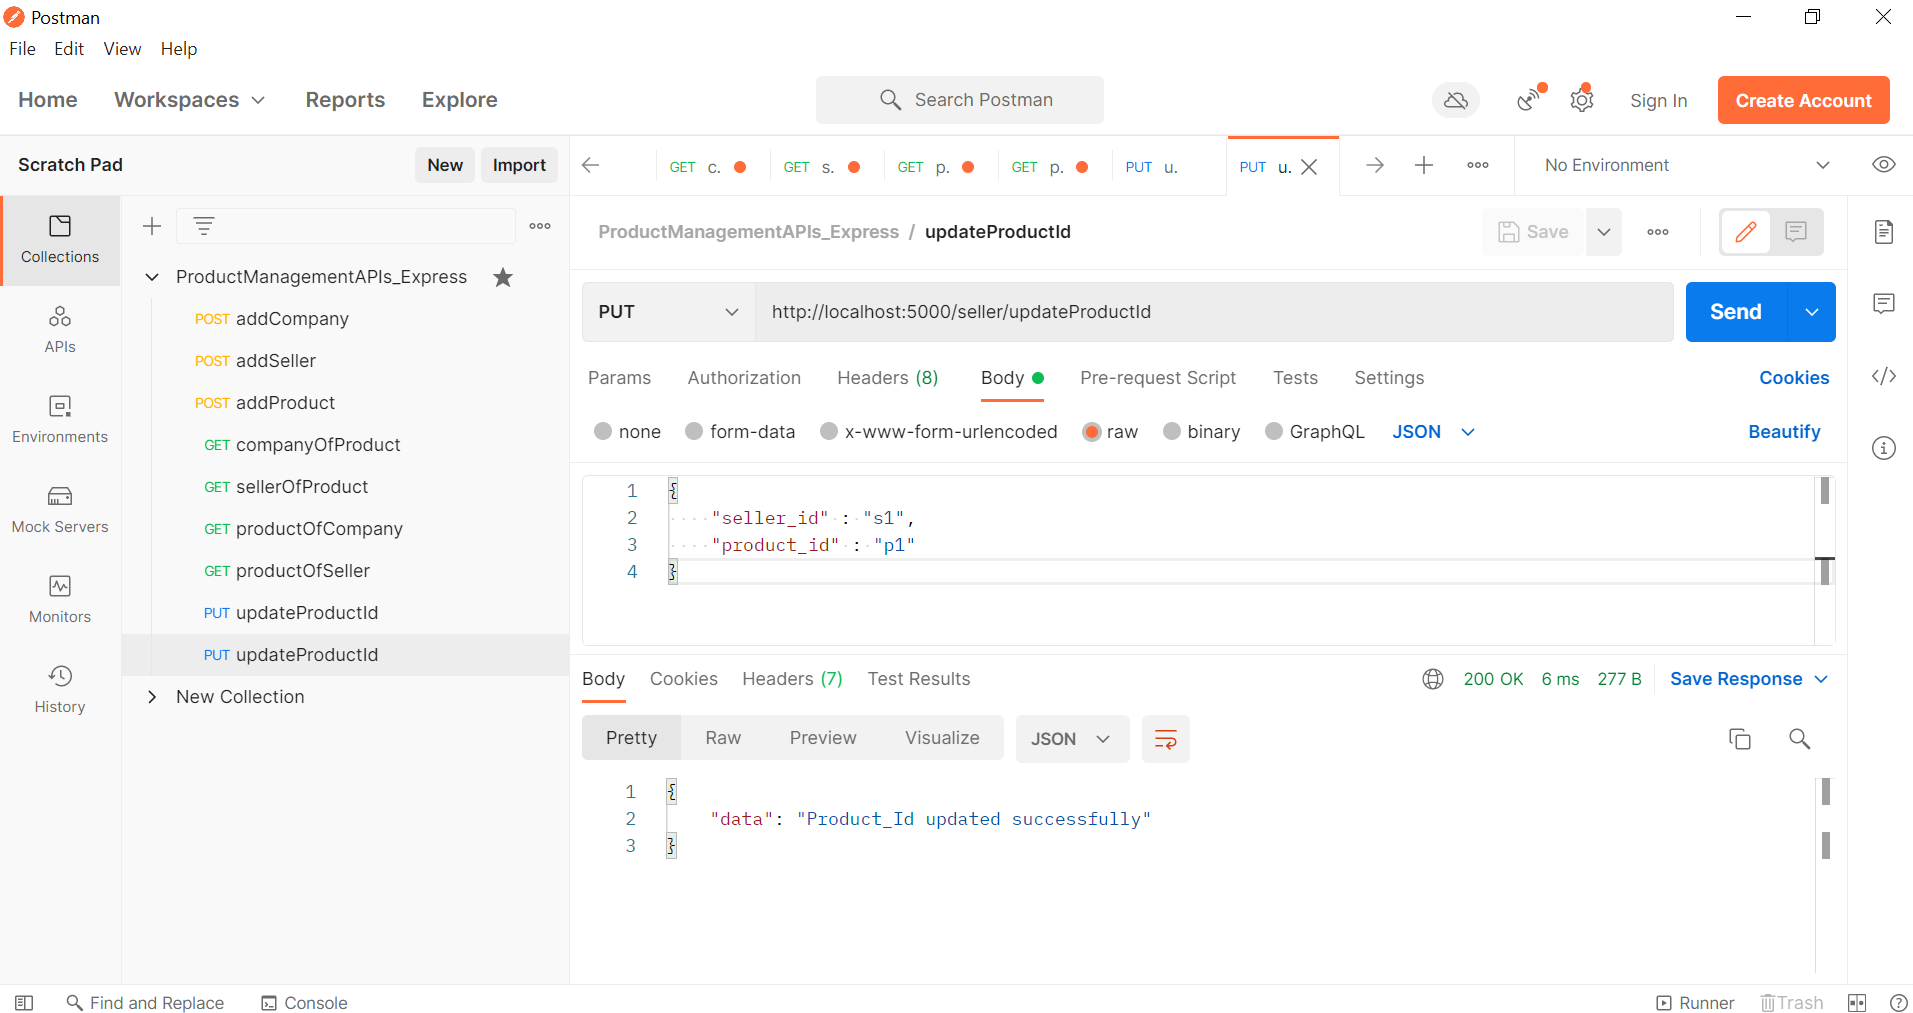 Postman
File Edit View Help
Home Workspaces Reports Explore Search Postman Sign In Create Account
Scratch Pad New Import
GET c. GET s. GET p. GET p. PUT u. PUT u. No Environment
Collections
APIs
Environments
Mock Servers
Monitors
History
ProductManagementAPIs_Express
POST addCompany
POST addSeller
POST addProduct
GET companyOfProduct
GET sellerOfProduct
GET productOfCompany
GET productOfSeller
PUT updateProductId
PUT updateProductId
New Collection
ProductManagementAPIs_Express / updateProductId Save
PUT http://localhost:5000/seller/updateProductId Send
Params Authorization Headers (8) Body Pre-request Script Tests Settings Cookies
none form-data x-www-form-urlencoded raw binary GraphQL JSON Beautify
1 {
2 "seller_id" : "s1",
3 "product_id" : "p1"
4 }
Body Cookies Headers (7) Test Results 200 OK 6 ms 277 B Save Response
Pretty Raw Preview Visualize JSON
1 {
2 "data": "Product_Id updated successfully"
3 }
Find and Replace Console Runner Trash